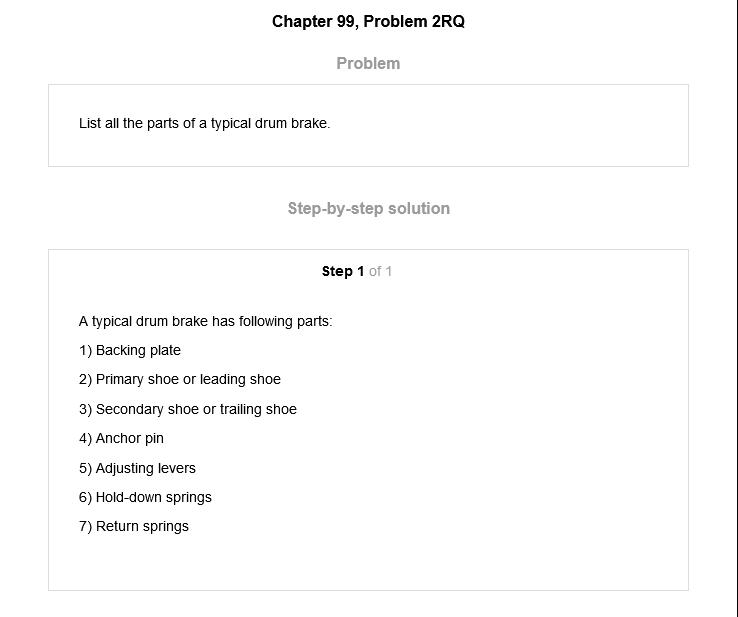 Chapter 99, Problem 2RQ
Problem
List all the parts of a typical drum brake.
Step-by-step solution
Step 1 of 1
A typical drum brake has following parts:
1) Backing plate
2) Primary shoe or leading shoe
3) Secondary shoe or trailing shoe
4) Anchor pin
5) Adjusting levers
6) Hold-down springs
7) Return springs